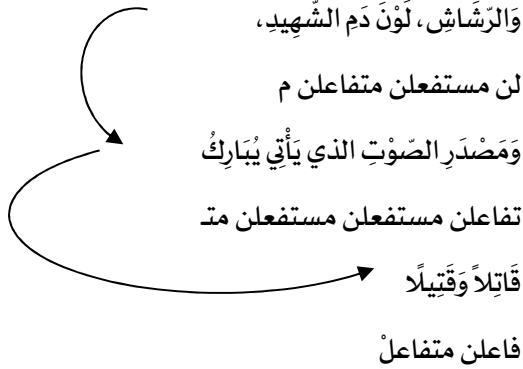 وَالرّشَاشِ، لَوْنَ دَمِ الشّهِيدِ،
لن مستفعلن متفاعلن م
وَمَصْدَرِ الصّوْتِ الذي يَأْتِي يُبَارِكُ
تفاعلن مستفعلن مستفعلن متـ
قَاتِلاً وَقَتِيلًا
فاعلن متفاعلْ